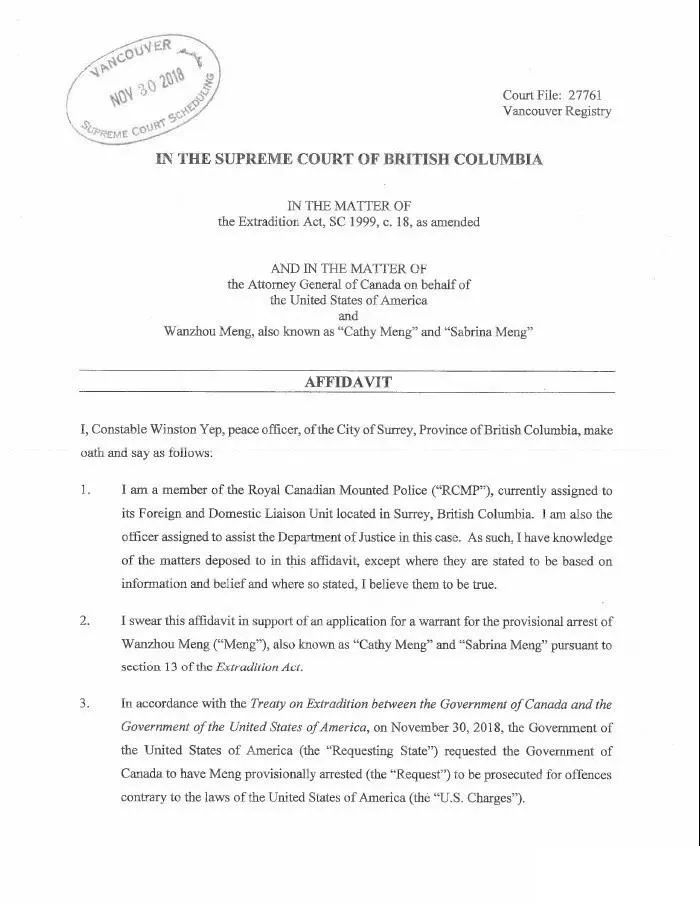 VANCOUVER
NOV 30 2018
SUPREME COURT SCHEDULING
Court File: 27761
Vancouver Registry
IN THE SUPREME COURT OF BRITISH COLUMBIA
IN THE MATTER OF
the Extradition Act, SC 1999, c. 18, as amended
AND IN THE MATTER OF
the Attorney General of Canada on behalf of
the United States of America
and
Wanzhou Meng, also known as “Cathy Meng” and “Sabrina Meng”
AFFIDAVIT
I, Constable Winston Yep, peace officer, of the City of Surrey, Province of British Columbia, make
oath and say as follows:
1. I am a member of the Royal Canadian Mounted Police (“RCMP”), currently assigned to
its Foreign and Domestic Liaison Unit located in Surrey, British Columbia. I am also the
officer assigned to assist the Department of Justice in this case. As such, I have knowledge
of the matters deposed to in this affidavit, except where they are stated to be based on
information and belief and where so stated, I believe them to be true.
2. I swear this affidavit in support of an application for a warrant for the provisional arrest of
Wanzhou Meng (“Meng”), also known as “Cathy Meng” and “Sabrina Meng” pursuant to
section 13 of the Extradition Act.
3. In accordance with the Treaty on Extradition between the Government of Canada and the
Government of the United States of America, on November 30, 2018, the Government of
the United States of America (the “Requesting State”) requested the Government of
Canada to have Meng provisionally arrested (the “Request”) to be prosecuted for offences
contrary to the laws of the United States of America (the “U.S. Charges”).